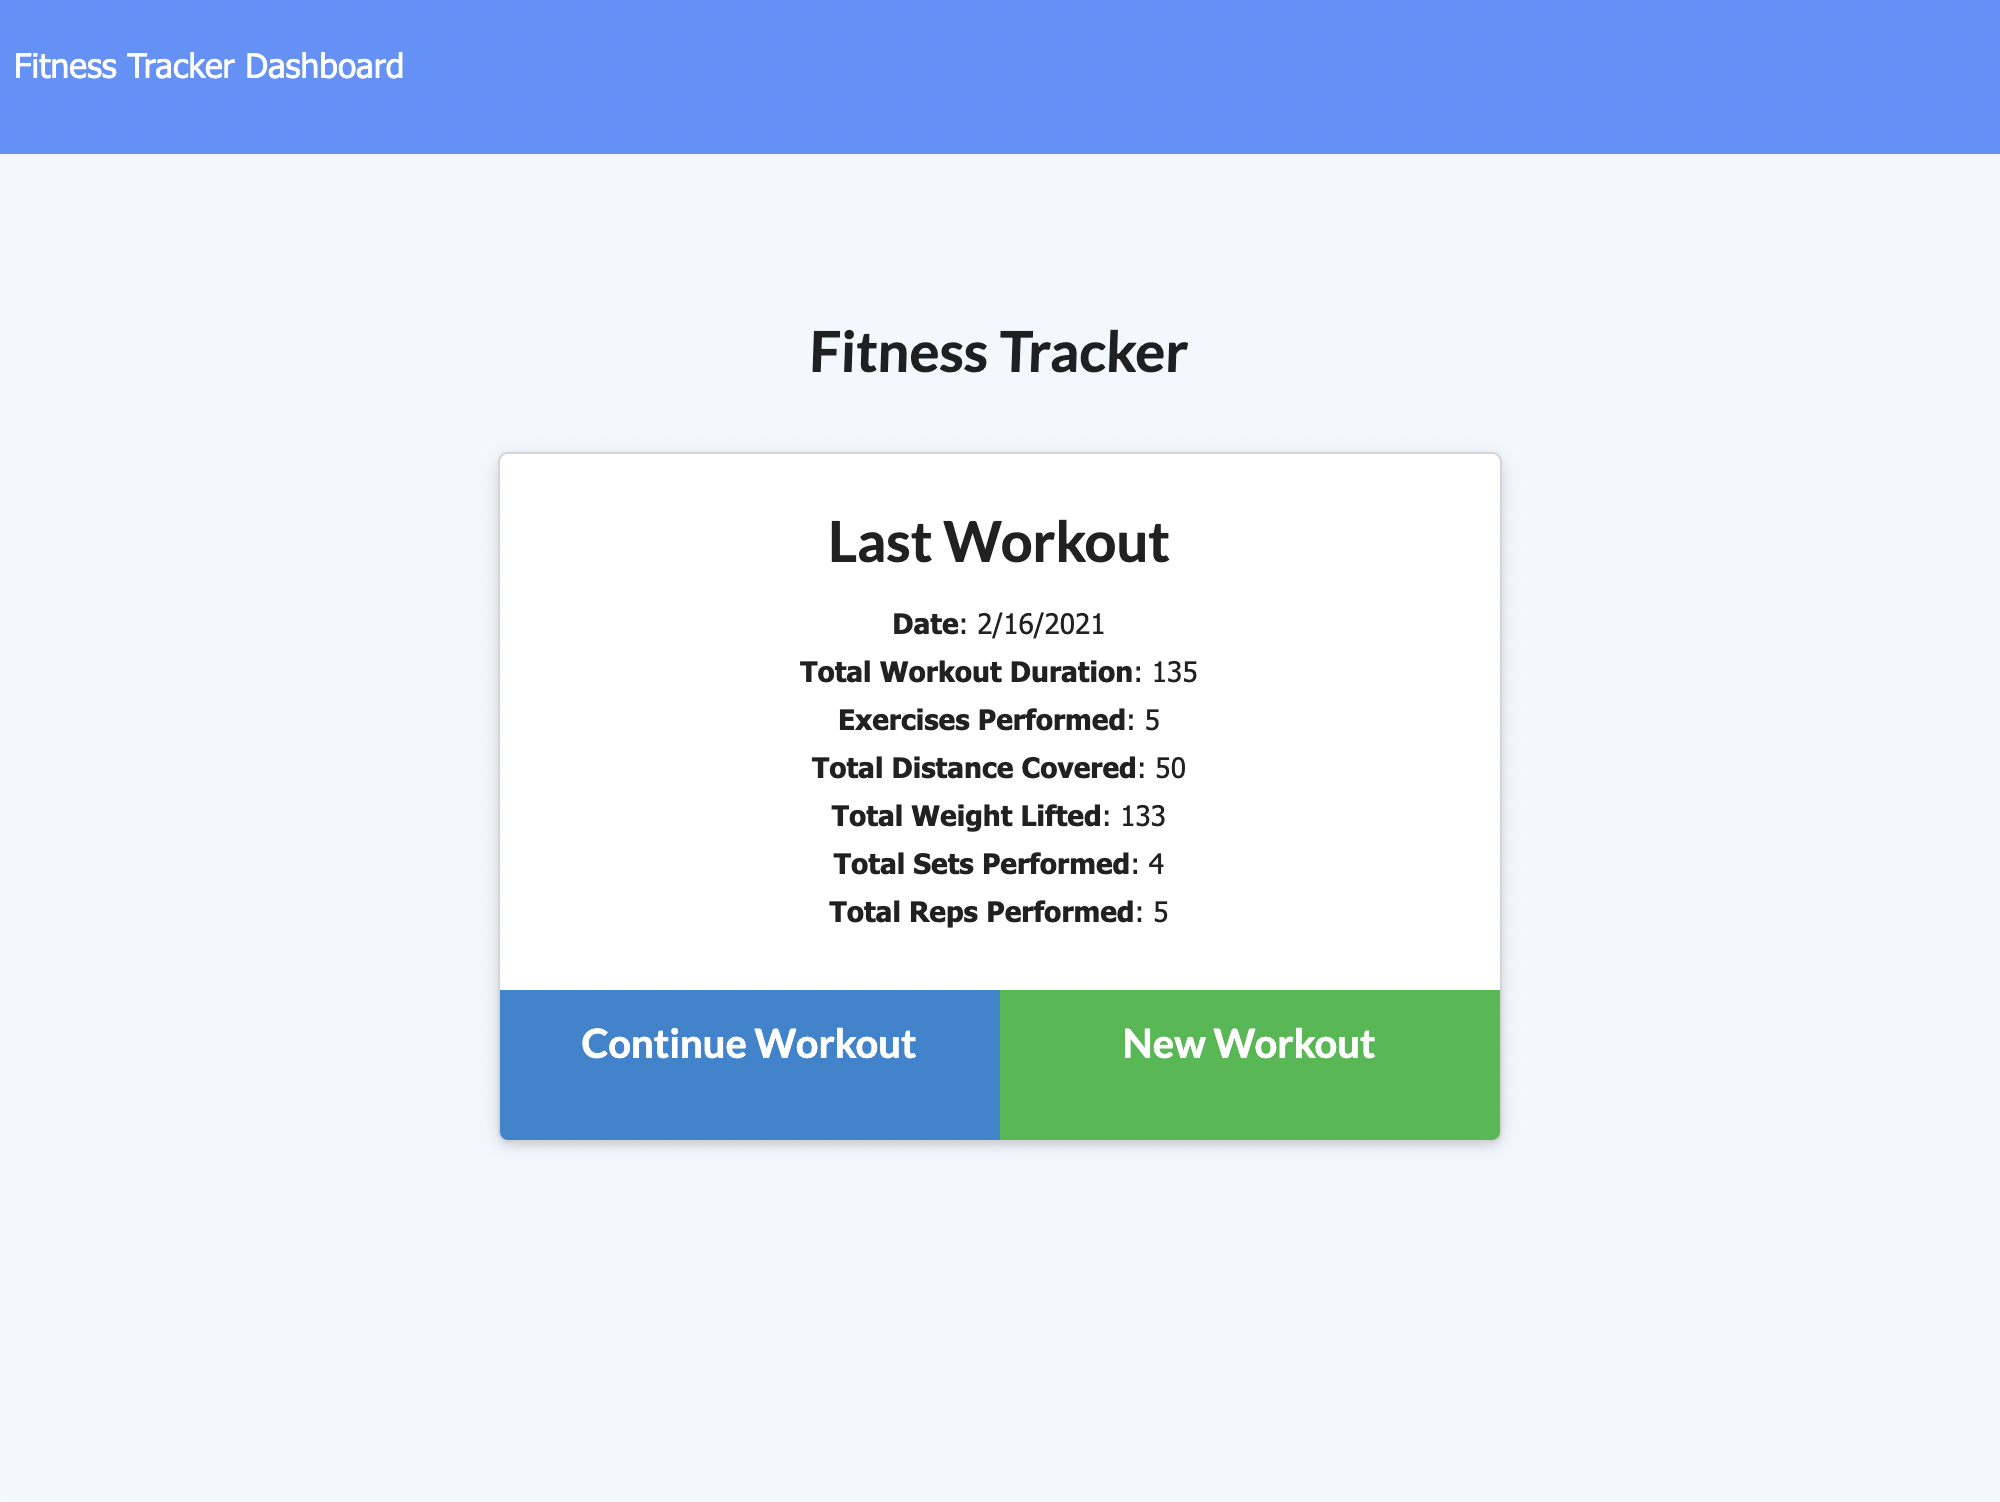 Fitness Tracker Dashboard
Fitness Tracker
Last Workout
Date: 2/16/2021
Total Workout Duration: 135
Exercises Performed: 5
Total Distance Covered: 50
Total Weight Lifted: 133
Total Sets Performed: 4
Total Reps Performed: 5
Continue Workout
New Workout